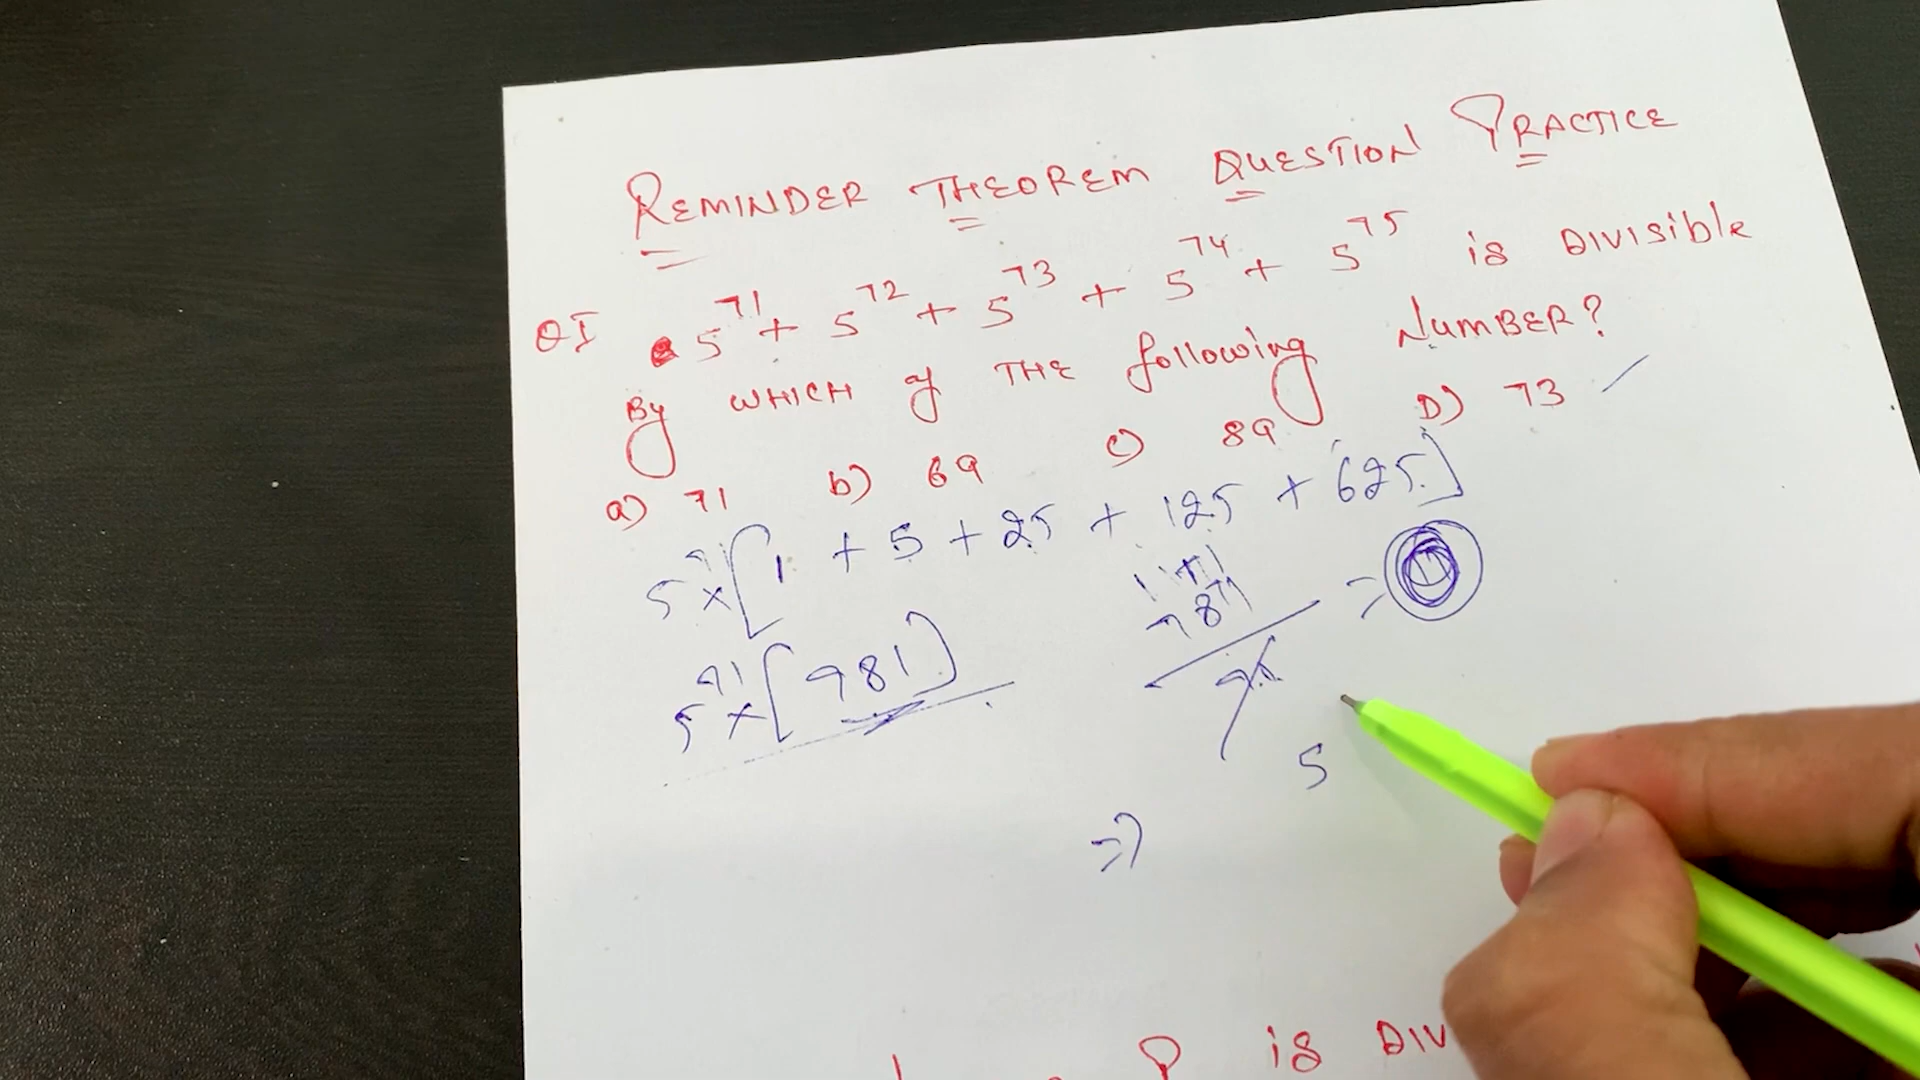 REMINDER THEOREM QUESTION PRACTICE
Q1 5^71 + 5^72 + 5^73 + 5^74 + 5^75 is DIVISIble
By WHICH of THE following NumBER?
a) 71 b) 69 c) 89 D) 73
5^71 × [1 + 5 + 25 + 125 + 625]
781
5^71 × [781]
71
5
⇒
P is DIV